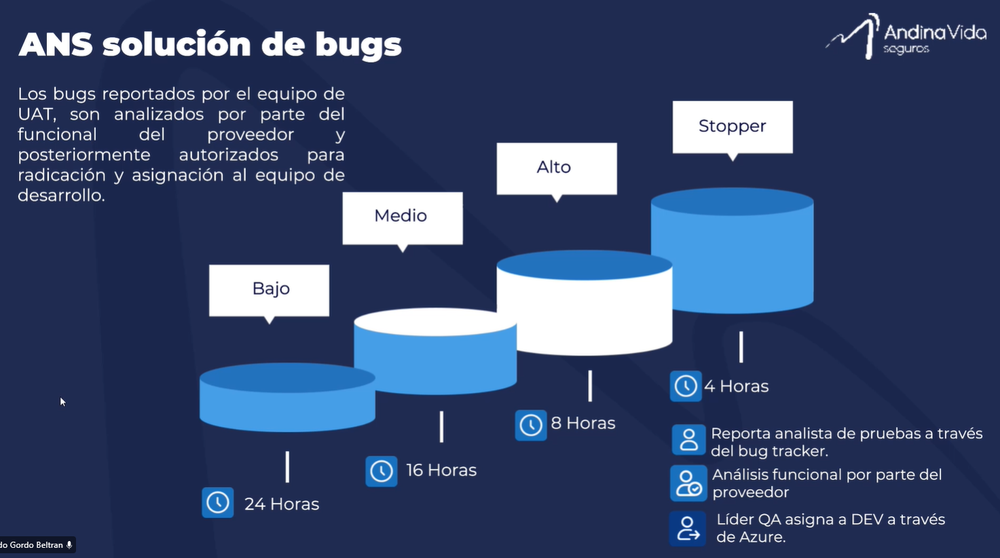 ANS solución de bugs
AndinaVida
seguros
Los bugs reportados por el equipo de
UAT, son analizados por parte del
funcional del proveedor y
posteriormente autorizados para
radicación y asignación al equipo de
desarrollo.
Stopper
Alto
Medio
Bajo
4 Horas
8 Horas
16 Horas
24 Horas
Reporta analista de pruebas a través
del bug tracker.
Análisis funcional por parte del
proveedor
Líder QA asigna a DEV a través
de Azure.
do Gordo Beltran